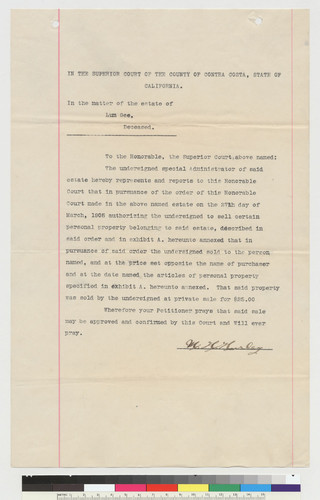 IN THE SUPERIOR COURT OF THE COUNTY OF CONTRA COSTA, STATE OF
CALIFORNIA.
In the matter of the estate of
Lum Gee,
Deceased.
To the Honorable, the Superior Court above named:
The undersigned special administrator of said
estate hereby represents and reports to this Honorable
Court that in pursuance of the order of this Honorable
Court made in the above named estate on the 27th day of
March, 1906 authorizing the undersigned to sell certain
personal property belonging to said estate, described in
said order and in exhibit A. hereunto annexed that in
pursuance of said order the undersigned sold to the person
named, and at the price set opposite the name of purchaser
and at the date named the articles of personal property
specified in exhibit A. hereunto annexed. That said property
was sold by the undersigned at private sale for $25.00
Wherefore your Petitioner prays that said sale
may be approved and confirmed by this Court and Will ever
pray.